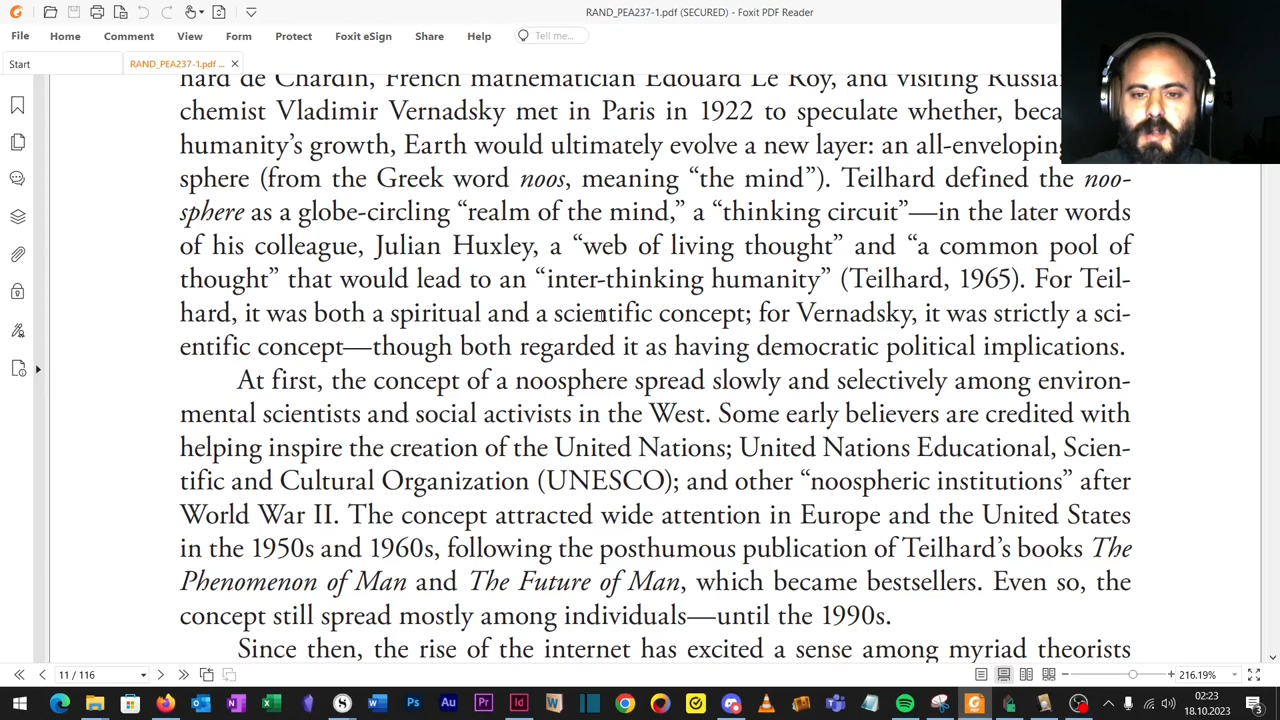 RAND_PEA237-1.pdf (SECURED) - Foxit PDF Reader
File Home Comment View Form Protect Foxit eSign Share Help Tell me...
Start RAND_PEA237-1.pdf ...
hard de Chardin, French mathematician Édouard Le Roy, and visiting Russian
chemist Vladimir Vernadsky met in Paris in 1922 to speculate whether,
humanity’s growth, Earth would ultimately evolve a new layer: an all-enveloping
sphere (from the Greek word noos, meaning “the mind”). Teilhard defined the noo-
sphere as a globe-circling “realm of the mind,” a “thinking circuit”—in the later words
of his colleague, Julian Huxley, a “web of living thought” and “a common pool of
thought” that would lead to an “inter-thinking humanity” (Teilhard, 1965). For Teil-
hard, it was both a spiritual and a scientific concept; for Vernadsky, it was strictly a sci-
entific concept—though both regarded it as having democratic political implications.
At first, the concept of a noosphere spread slowly and selectively among environ-
mental scientists and social activists in the West. Some early believers are credited with
helping inspire the creation of the United Nations; United Nations Educational, Scien-
tific and Cultural Organization (UNESCO); and other “noospheric institutions” after
World War II. The concept attracted wide attention in Europe and the United States
in the 1950s and 1960s, following the posthumous publication of Teilhard’s books The
Phenomenon of Man and The Future of Man, which became bestsellers. Even so, the
concept still spread mostly among individuals—until the 1990s.
Since then, the rise of the internet has excited a sense among myriad theorists
11 / 116 216.19%
02:23
18.10.2023